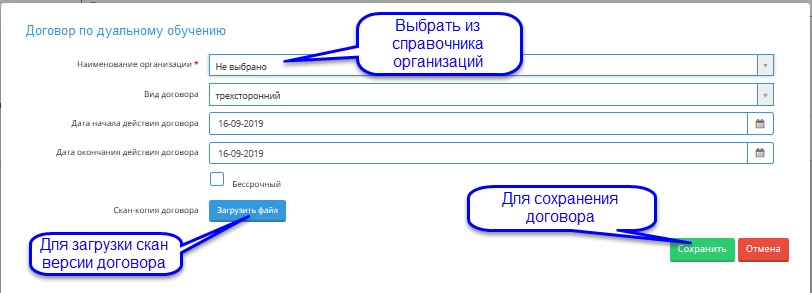 Договор по дуальному обучению
Выбрать из
справочника
организаций
Наименование организации *
Не выбрано
Вид договора
трехсторонний
Дата начала действия договора
16-09-2019
Дата окончания действия договора
16-09-2019
Бессрочный
Скан-копия договора
Загрузить файл
Для сохранения
договора
Для загрузки скан
версии договора
Сохранить
Отмена